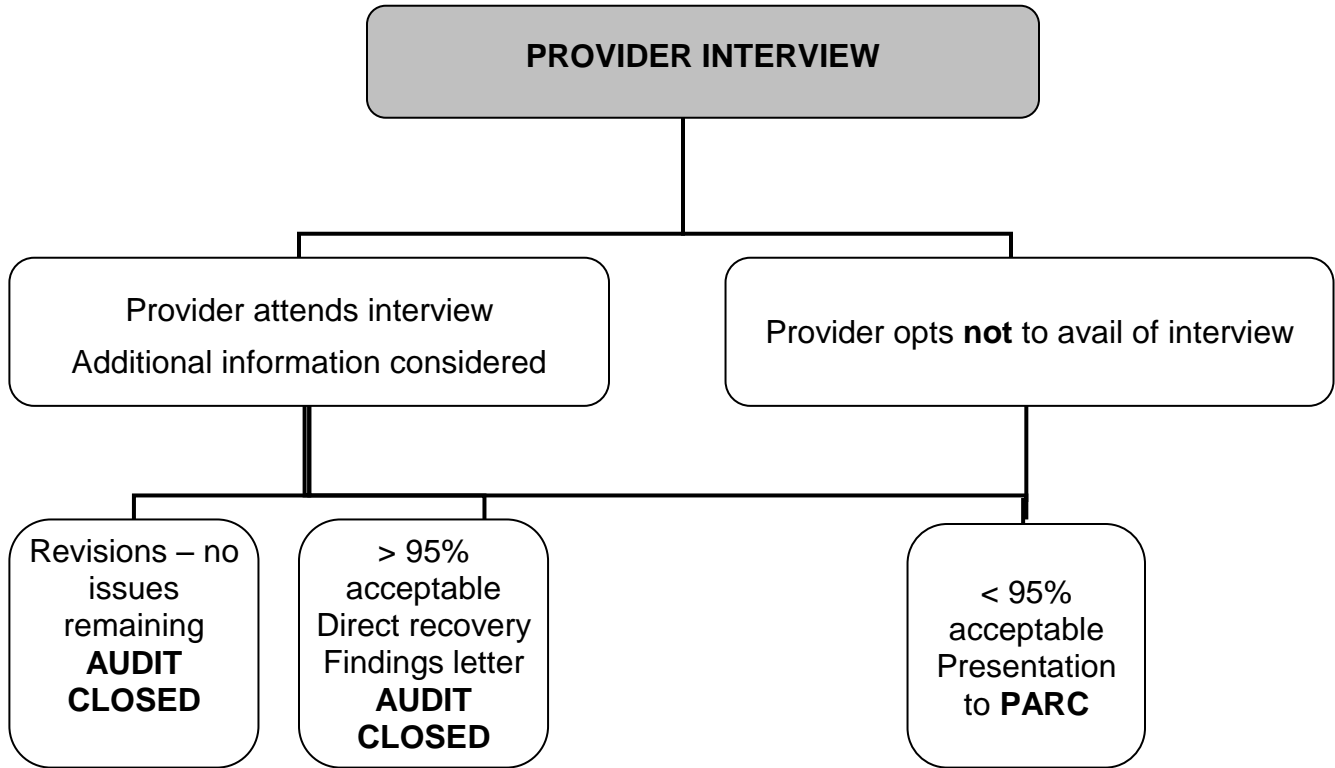 PROVIDER INTERVIEW
Provider attends interview
Additional information considered
Provider opts not to avail of interview
Revisions – no
issues
remaining
AUDIT
CLOSED
> 95%
acceptable
Direct recovery
Findings letter
AUDIT
CLOSED
< 95%
acceptable
Presentation
to PARC